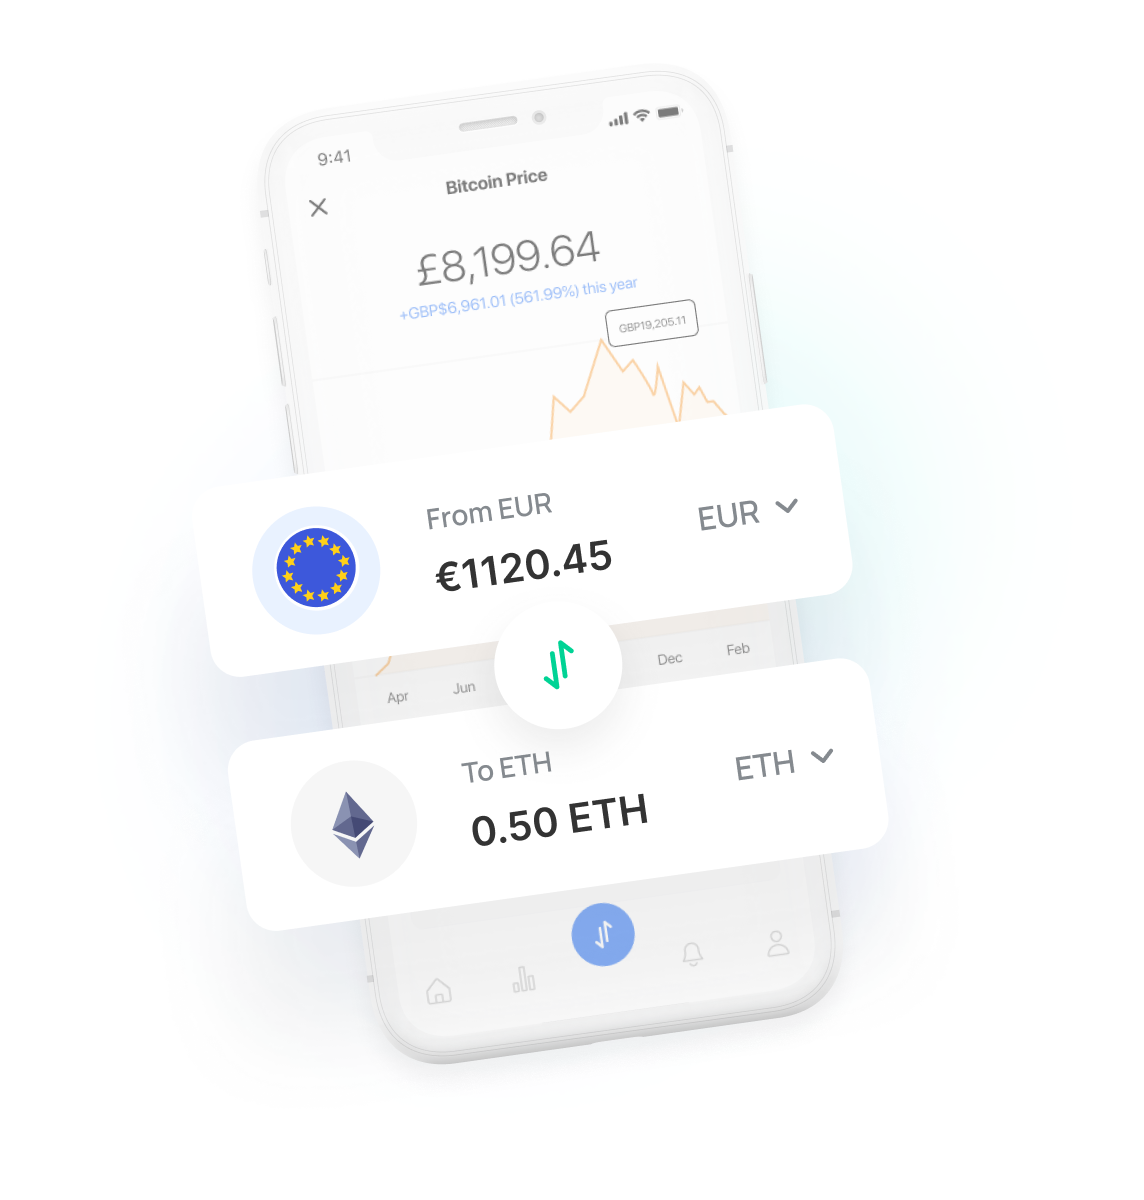 9:41
Bitcoin Price
£8,199.64
+GBP$6,961.01 (561.99%) this year
GBP19,205.11
From EUR
€1120.45
EUR
Apr
Jun
Dec
Feb
To ETH
0.50 ETH
ETH